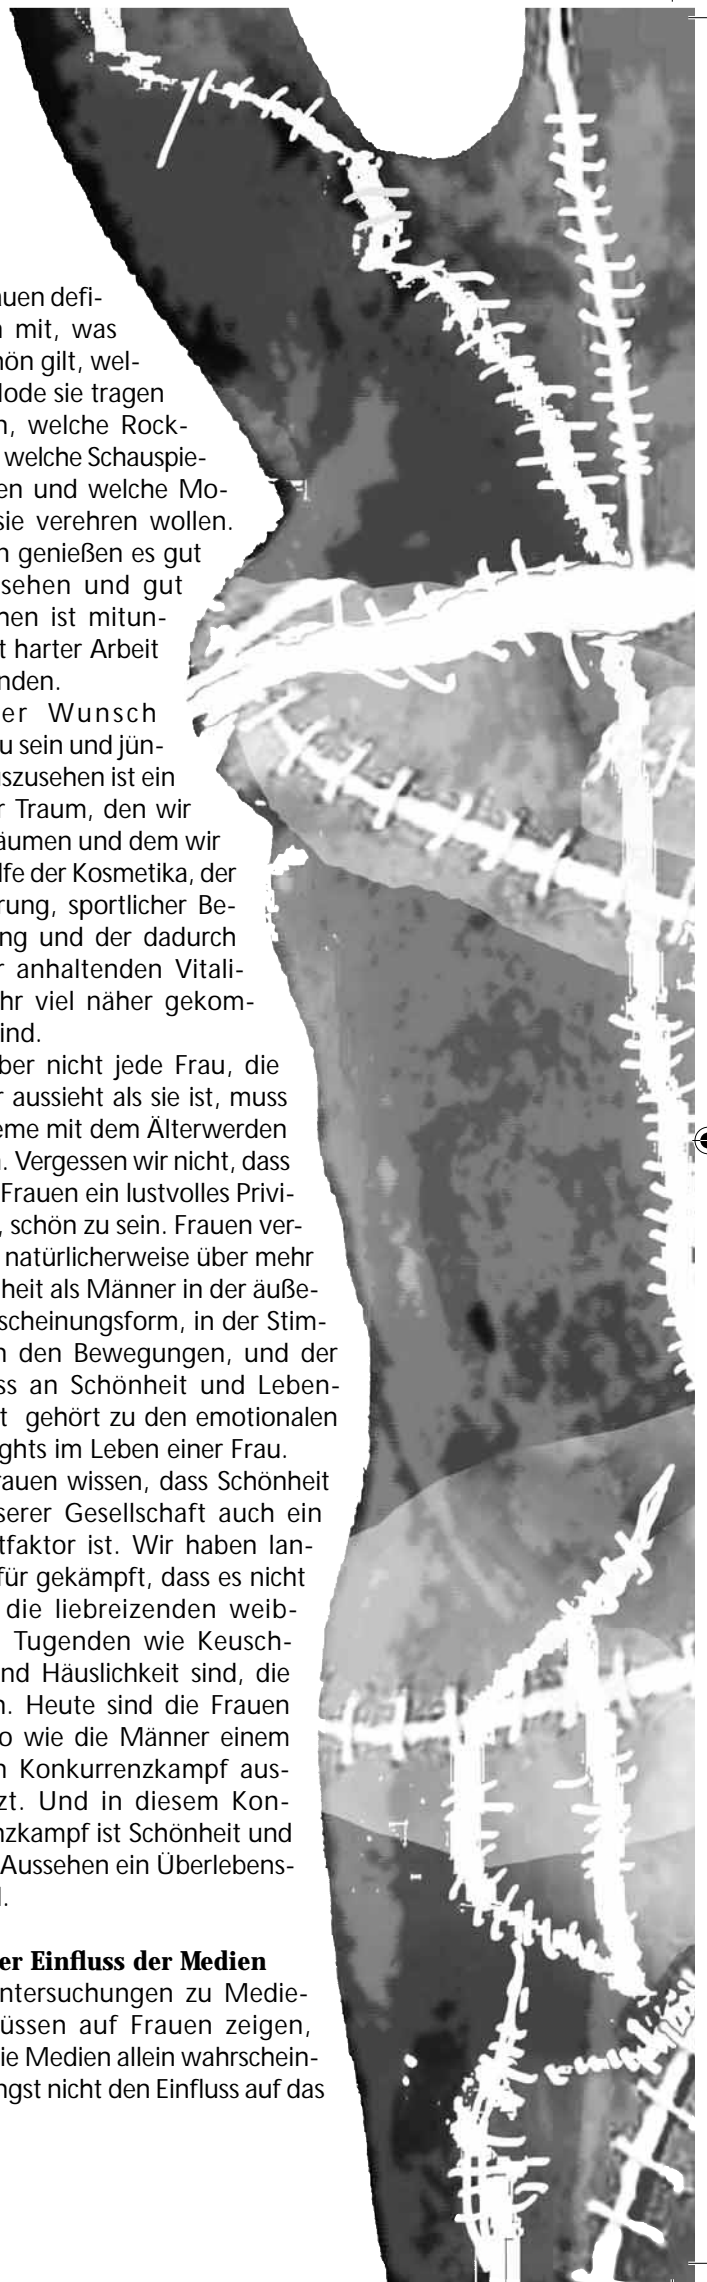 auen defi-
n mit, was
hön gilt, wel-
Mode sie tragen
n, welche Rock-
welche Schauspie-
en und welche Mo-
sie verehren wollen.
n genießen es gut
sehen und gut
hen ist mitun-
t harter Arbeit
nden.
er Wunsch
zu sein und jün-
uszusehen ist ein
r Traum, den wir
äumen und dem wir
lfe der Kosmetika, der
rung, sportlicher Be-
ng und der dadurch
r anhaltenden Vitali-
hr viel näher gekom-
ind.
ber nicht jede Frau, die
r aussieht als sie ist, muss
eme mit dem Älterwerden
n. Vergessen wir nicht, dass
Frauen ein lustvolles Privi-
, schön zu sein. Frauen ver-
natürlicherweise über mehr
heit als Männer in der äuße-
scheinungsform, in der Stim-
n den Bewegungen, und der
ss an Schönheit und Leben-
t gehört zu den emotionalen
ghts im Leben einer Frau.
rauen wissen, dass Schönheit
serer Gesellschaft auch ein
tfaktor ist. Wir haben lan-
für gekämpft, dass es nicht
die liebreizenden weib-
Tugenden wie Keusch-
nd Häuslichkeit sind, die
n. Heute sind die Frauen
o wie die Männer einem
n Konkurrenzkampf aus-
zt. Und in diesem Kon-
nzkampf ist Schönheit und
Aussehen ein Überlebens-
l.
er Einfluss der Medien
ntersuchungen zu Medie-
üssen auf Frauen zeigen,
ie Medien allein wahrschein-
ngst nicht den Einfluss auf das